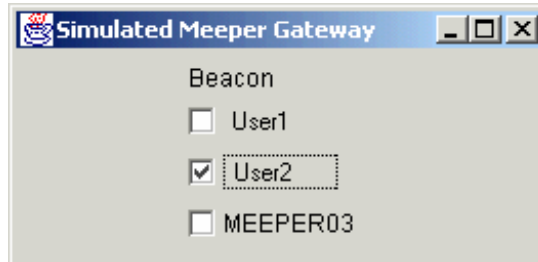 Simulated Meeper Gateway
Beacon
User1
User2
MEEPER03